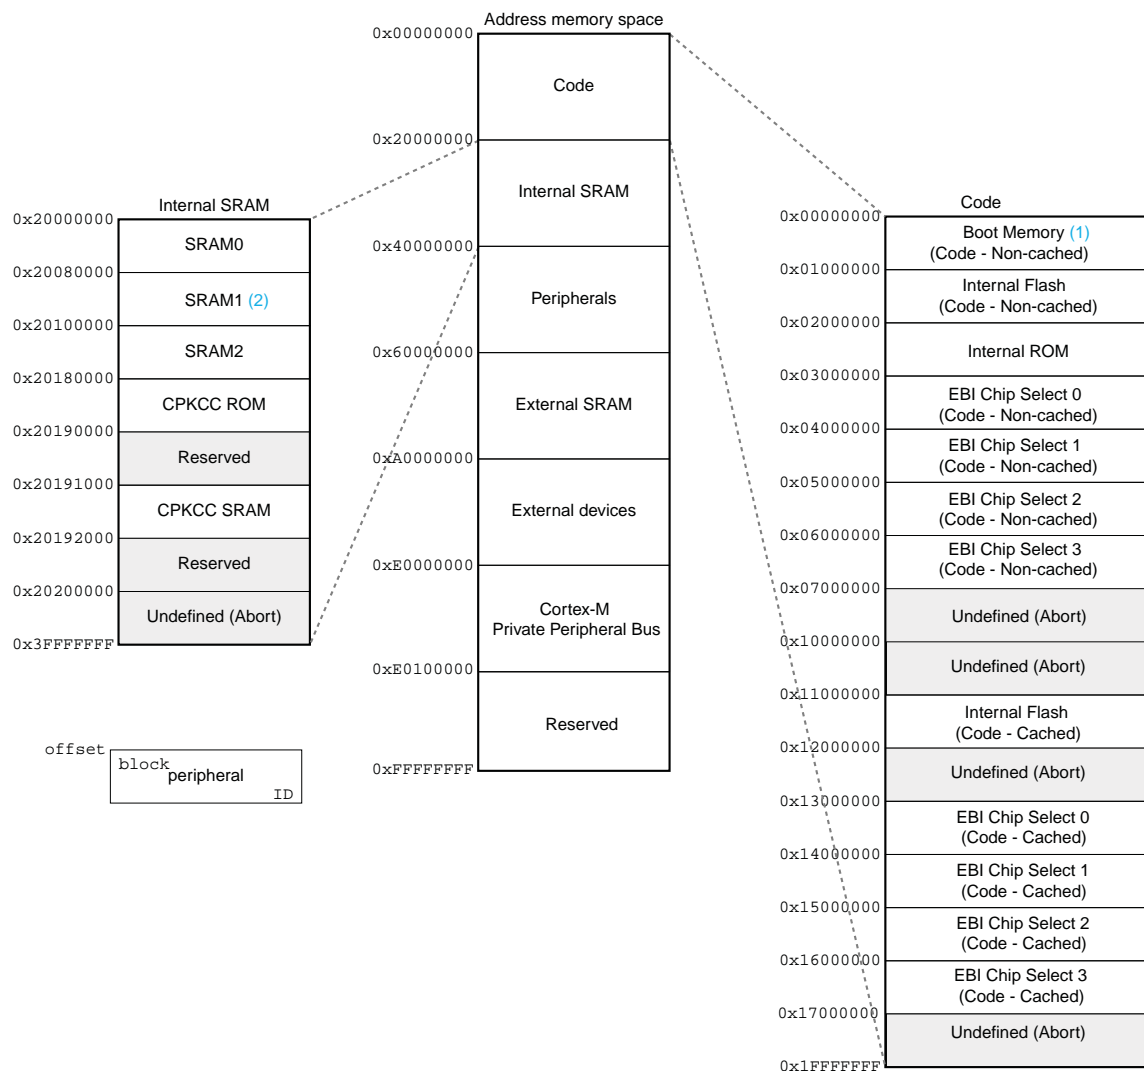 Address memory space
0x00000000
Code
0x20000000
Internal SRAM
0x40000000
Peripherals
0x60000000
External SRAM
0xA0000000
External devices
0xE0000000
Cortex-M
Private Peripheral Bus
0xE0100000
Reserved
0xFFFFFFFF
Internal SRAM
0x20000000
SRAM0
0x20080000
SRAM1 (2)
0x20100000
SRAM2
0x20180000
CPKCC ROM
0x20190000
Reserved
0x20191000
CPKCC SRAM
0x20192000
Reserved
0x20200000
Undefined (Abort)
0x3FFFFFFF
offset
block
peripheral
ID
Code
0x00000000
Boot Memory (1)
(Code - Non-cached)
0x01000000
Internal Flash
(Code - Non-cached)
0x02000000
Internal ROM
0x03000000
EBI Chip Select 0
(Code - Non-cached)
0x04000000
EBI Chip Select 1
(Code - Non-cached)
0x05000000
EBI Chip Select 2
(Code - Non-cached)
0x06000000
EBI Chip Select 3
(Code - Non-cached)
0x07000000
Undefined (Abort)
0x10000000
Undefined (Abort)
0x11000000
Internal Flash
(Code - Cached)
0x12000000
Undefined (Abort)
0x13000000
EBI Chip Select 0
(Code - Cached)
0x14000000
EBI Chip Select 1
(Code - Cached)
0x15000000
EBI Chip Select 2
(Code - Cached)
0x16000000
EBI Chip Select 3
(Code - Cached)
0x17000000
Undefined (Abort)
0x1FFFFFFF